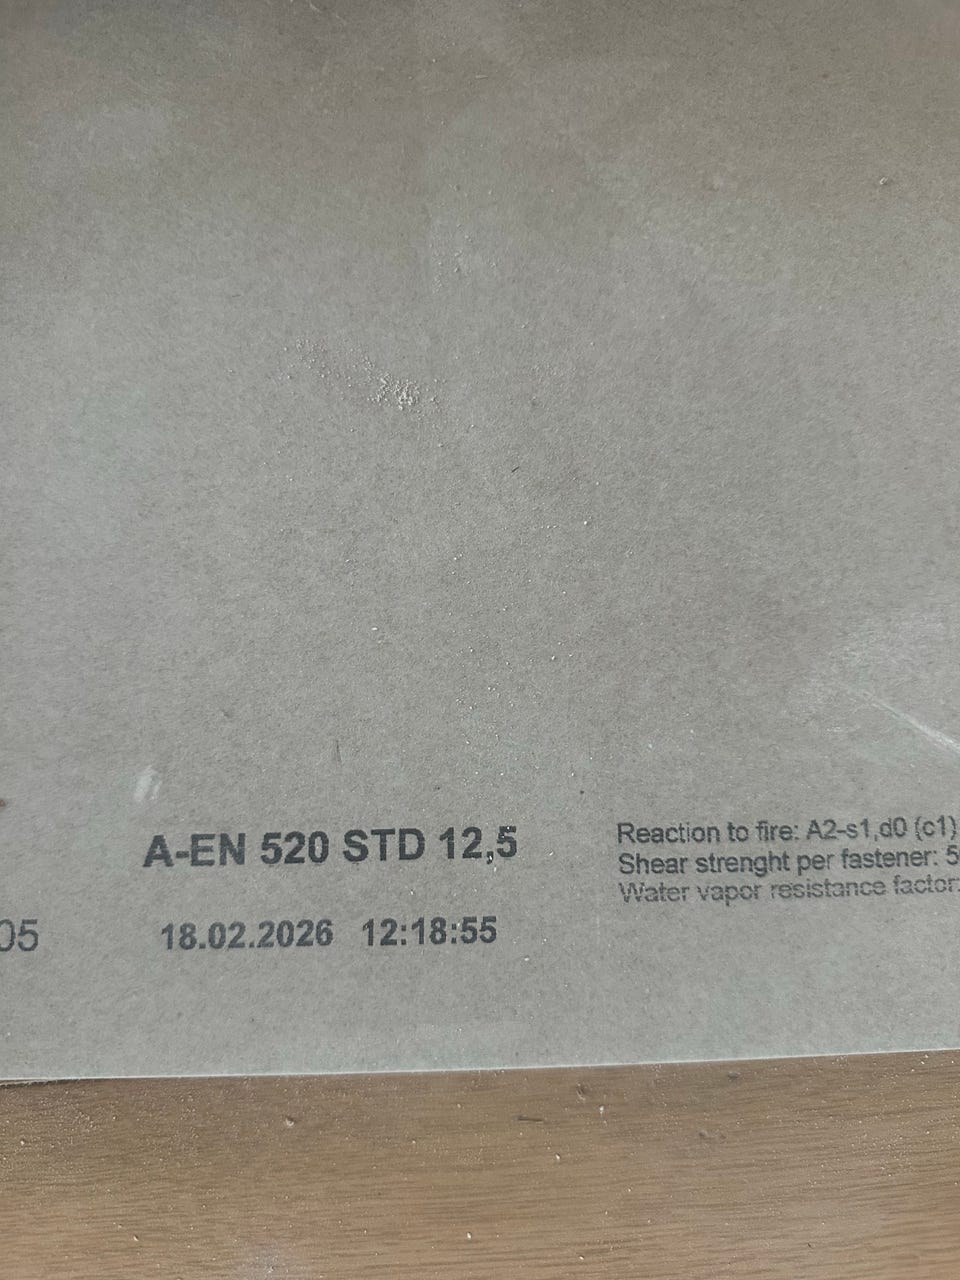 A-EN 520 STD 12,5
18.02.2026 12:18:55
05
Reaction to fire: A2-s1,d0 (c1)
Shear strenght per fastener: 5
Water vapor resistance factor: